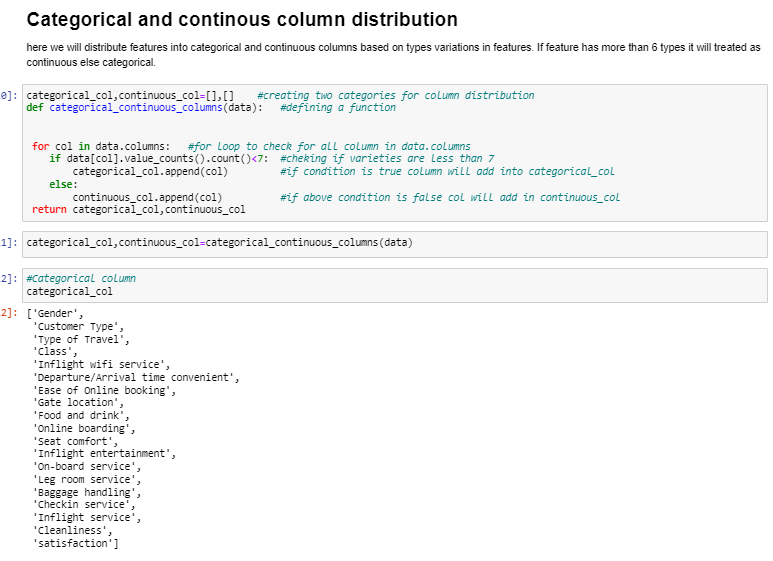 Categorical and continous column distribution
here we will distribute features into categorical and continuous columns based on types variations in features. If feature has more than 6 types it will treated as
continuous else categorical.
0]: categorical_col,continuous_col=[],[] #creating two categories for column distribution
def categorical_continuous_columns(data): #defining a function
for col in data.columns: #for loop to check for all column in data.columns
if data[col].value_counts().count()<7: #cheking if varieties are less than 7
categorical_col.append(col) #if condition is true column will add into categorical_col
else:
continuous_col.append(col) #if above condition is false col will add in continuous_col
return categorical_col,continuous_col
1]: categorical_col,continuous_col=categorical_continuous_columns(data)
2]: #Categorical column
categorical_col
2]: ['Gender',
'Customer Type',
'Type of Travel',
'Class',
'Inflight wifi service',
'Departure/Arrival time convenient',
'Ease of Online booking',
'Gate location',
'Food and drink',
'Online boarding',
'Seat comfort',
'Inflight entertainment',
'On-board service',
'Leg room service',
'Baggage handling',
'Checkin service',
'Inflight service',
'Cleanliness',
'satisfaction']